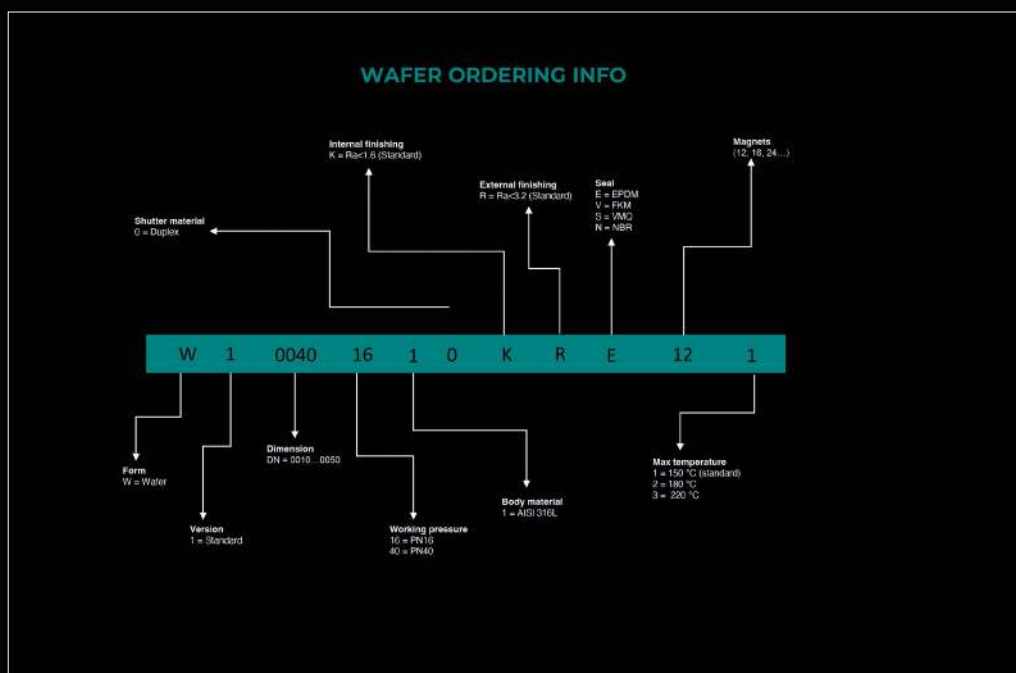 WAFER ORDERING INFO
Internal finishing
K = Ra<1.6 (Standard)
Magnets
(12, 18, 24...)
External finishing
R = Ra<3.2 (Standard)
Seal
E = EPDM
V = FKM
S = VMQ
N = NBR
Shutter material
0 = Duplex
W 1 0040 16 1 0 K R E 12 1
Form
W = Wafer
Version
1 = Standard
Dimension
DN = 0010...0050
Working pressure
16 = PN16
40 = PN40
Body material
1 = AISI 316L
Max temperature
1 = 150 °C (standard)
2 = 180 °C
3 = 220 °C